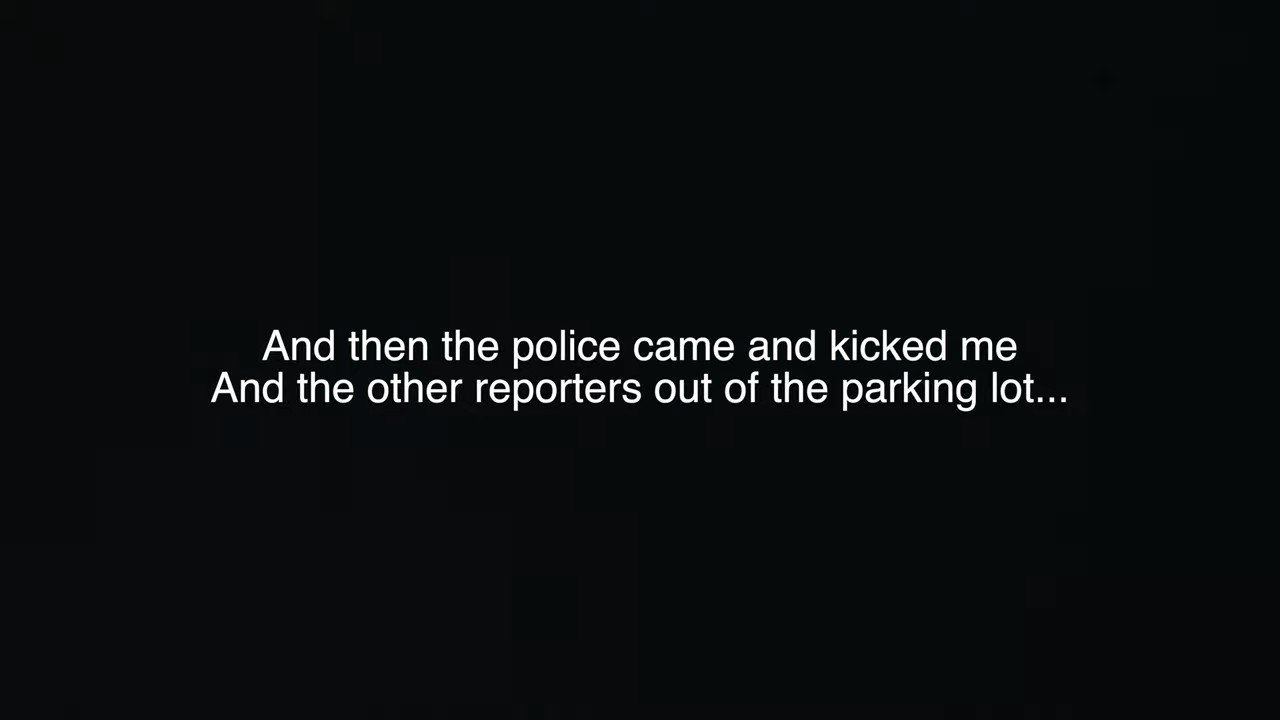 And then the police came and kicked me
And the other reporters out of the parking lot...